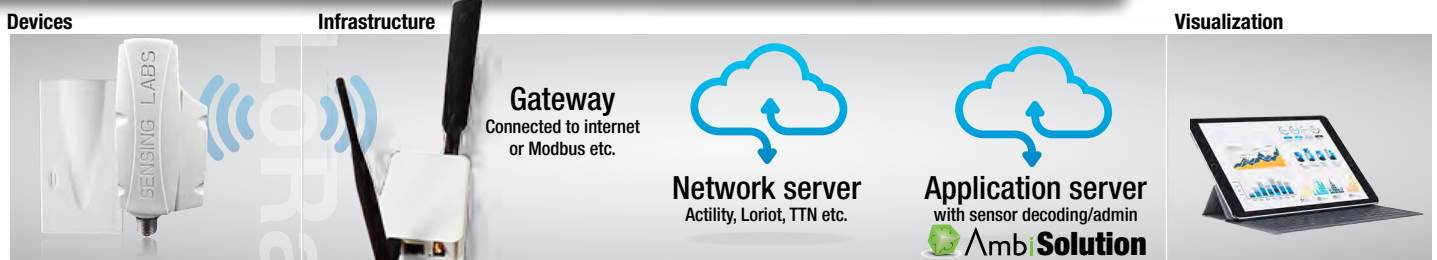 Devices
Infrastructure
Visualization
SENSING LABS
LORa
Gateway
Connected to internet
or Modbus etc.
Network server
Actility, Loriot, TTN etc.
Application server
with sensor decoding/admin
AmbiSolution